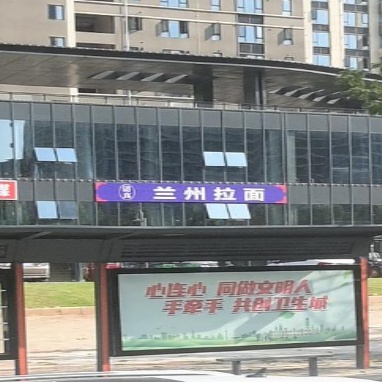 兰州拉面
心连心 同做文明人
手牵手 共创卫生城